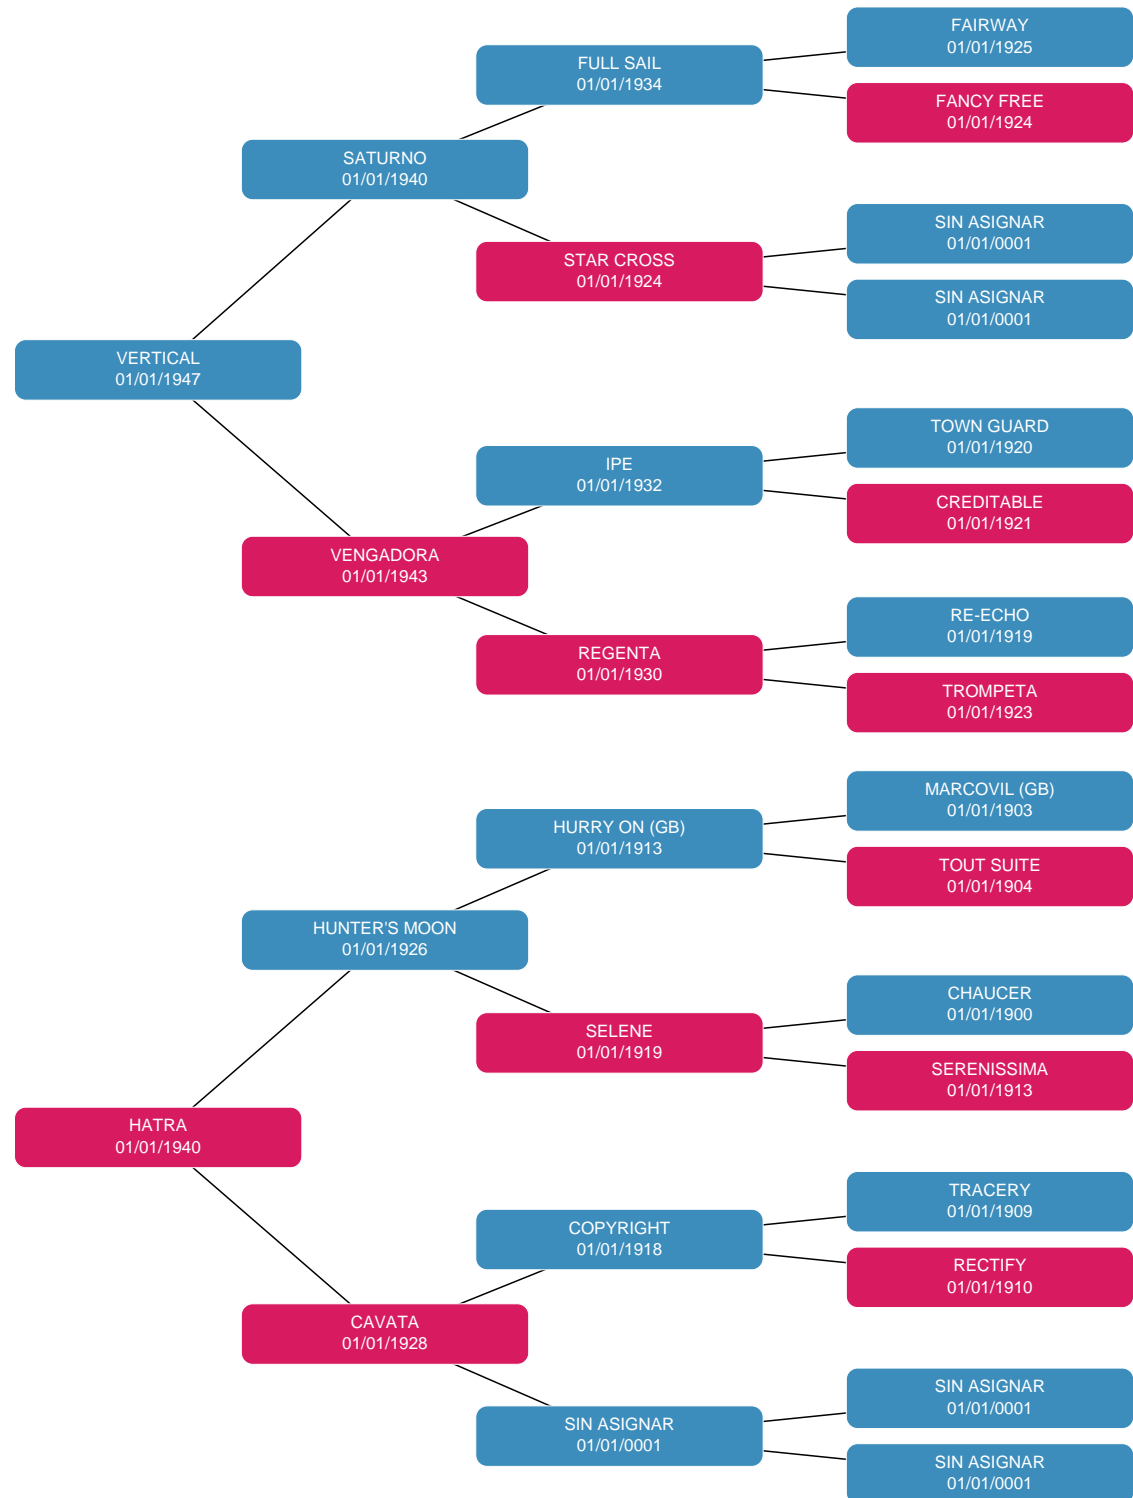 FAIRWAY
01/01/1925
FULL SAIL
01/01/1934
FANCY FREE
01/01/1924
SATURNO
01/01/1940
SIN ASIGNAR
01/01/0001
STAR CROSS
01/01/1924
SIN ASIGNAR
01/01/0001
VERTICAL
01/01/1947
TOWN GUARD
01/01/1920
IPE
01/01/1932
CREDITABLE
01/01/1921
VENGADORA
01/01/1943
RE-ECHO
01/01/1919
REGENTA
01/01/1930
TROMPETA
01/01/1923
MARCOVIL (GB)
01/01/1903
HURRY ON (GB)
01/01/1913
TOUT SUITE
01/01/1904
HUNTER'S MOON
01/01/1926
CHAUCER
01/01/1900
SELENE
01/01/1919
SERENISSIMA
01/01/1913
HATRA
01/01/1940
TRACERY
01/01/1909
COPYRIGHT
01/01/1918
RECTIFY
01/01/1910
CAVATA
01/01/1928
SIN ASIGNAR
01/01/0001
SIN ASIGNAR
01/01/0001
SIN ASIGNAR
01/01/0001